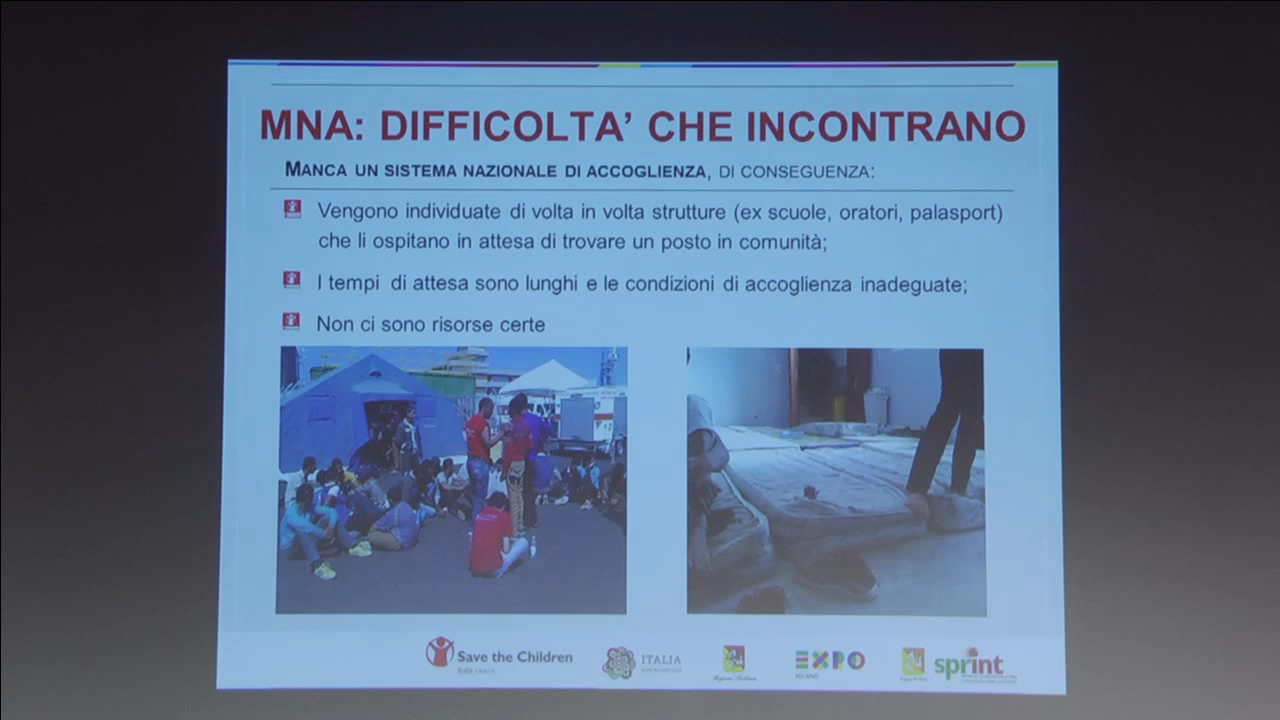 MNA: DIFFICOLTA’ CHE INCONTRANO
MANCA UN SISTEMA NAZIONALE DI ACCOGLIENZA, DI CONSEGUENZA:
Vengono individuate di volta in volta strutture (ex scuole, oratori, palasport)
che li ospitano in attesa di trovare un posto in comunità;
I tempi di attesa sono lunghi e le condizioni di accoglienza inadeguate;
Non ci sono risorse certe
Save the Children
ITALIA
EXPO
sprint